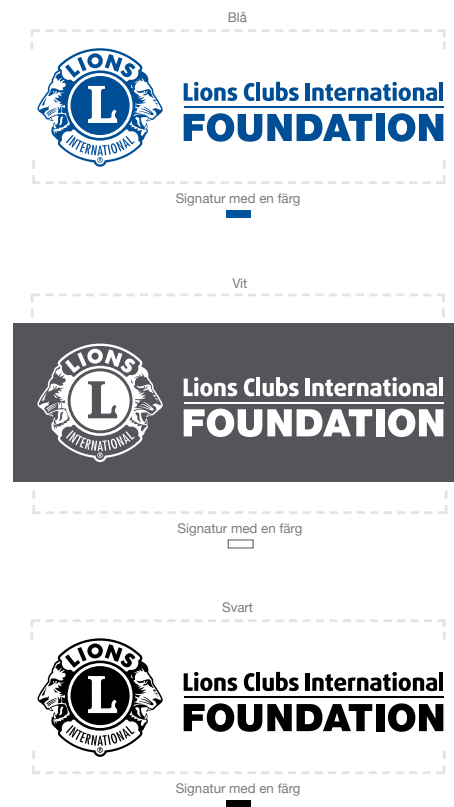 Blå
LIONS
L
INTERNATIONAL
®
Lions Clubs International
FOUNDATION
Signatur med en färg
Vit
LIONS
L
INTERNATIONAL
®
Lions Clubs International
FOUNDATION
Signatur med en färg
Svart
LIONS
L
INTERNATIONAL
®
Lions Clubs International
FOUNDATION
Signatur med en färg